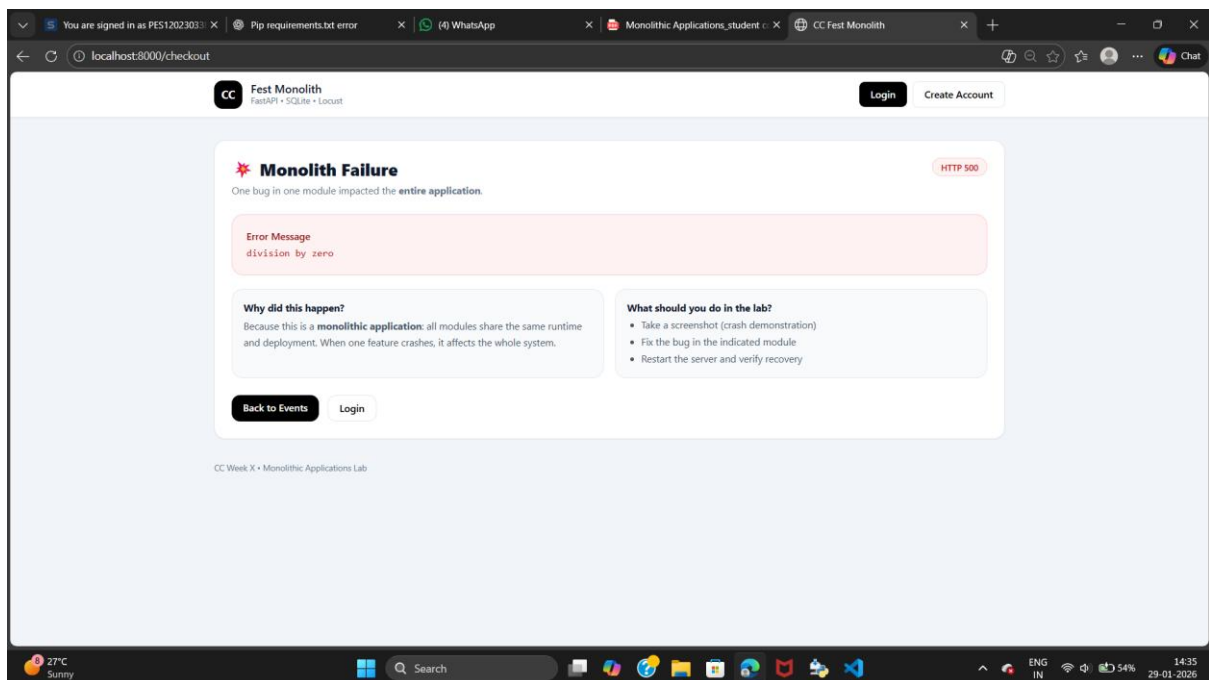 You are signed in as PES12023033
Pip requirements.txt error
(4) WhatsApp
Monolithic Applications_student c
CC Fest Monolith
localhost:8000/checkout
Chat
CC
Fest Monolith
FastAPI • SQLite • Locust
Login
Create Account
Monolith Failure
HTTP 500
One bug in one module impacted the entire application.
Error Message
division by zero
Why did this happen?
Because this is a monolithic application: all modules share the same runtime
and deployment. When one feature crashes, it affects the whole system.
What should you do in the lab?
• Take a screenshot (crash demonstration)
• Fix the bug in the indicated module
• Restart the server and verify recovery
Back to Events
Login
CC Week X • Monolithic Applications Lab
8
27°C
Sunny
Search
ENG
IN
54%
14:35
29-01-2026